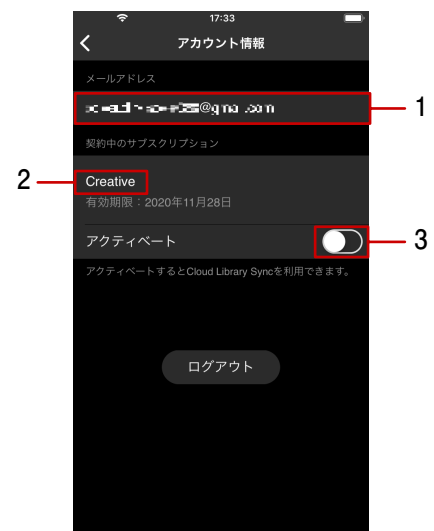 17:33
アカウント情報
メールアドレス
1
契約中のサブスクリプション
2
Creative
有効期限：2020年11月28日
アクティベート
3
アクティベートするとCloud Library Syncを利用できます。
ログアウト